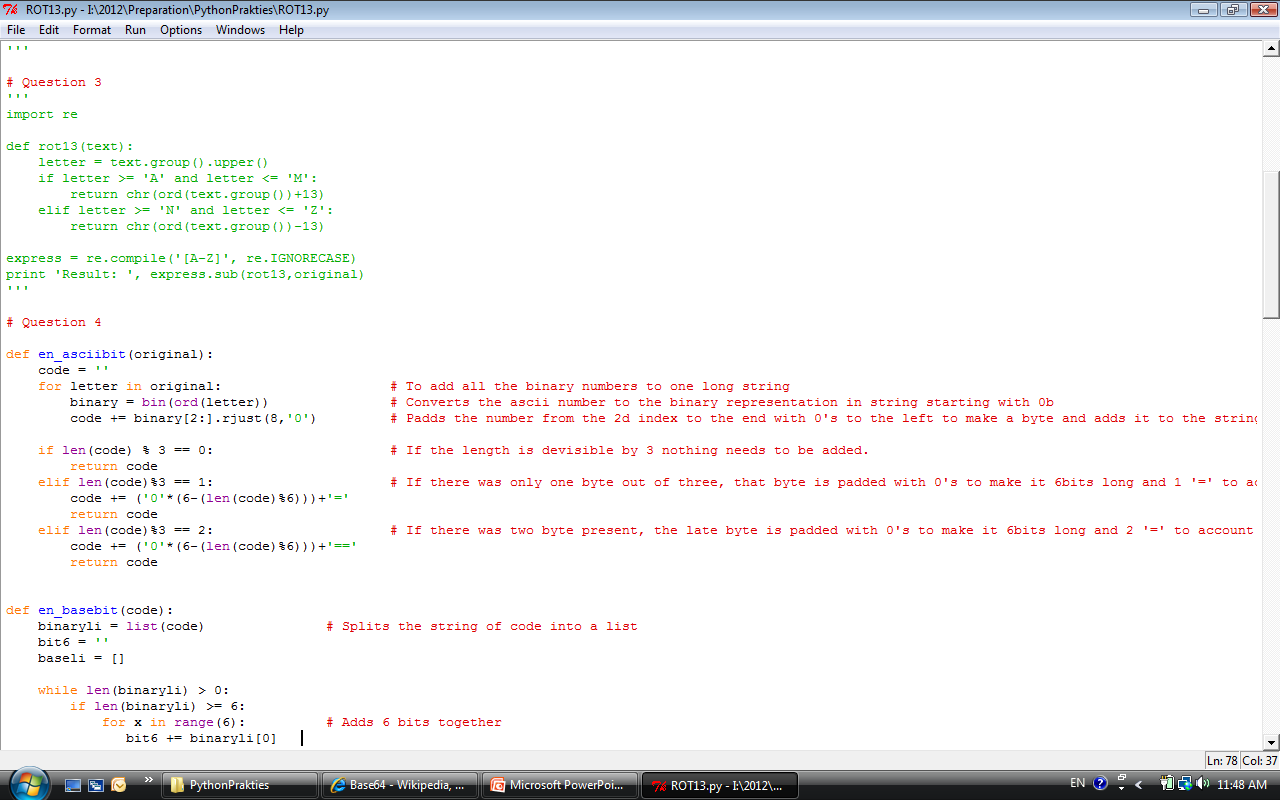 ROT13.py - I:\2012\Preparation\PythonPrakties\ROT13.py
File Edit Format Run Options Windows Help
'''
# Question 3
'''
import re
def rot13(text):
    letter = text.group().upper()
    if letter >= 'A' and letter <= 'M':
        return chr(ord(text.group())+13)
    elif letter >= 'N' and letter <= 'Z':
        return chr(ord(text.group())-13)
express = re.compile('[A-Z]', re.IGNORECASE)
print 'Result: ', express.sub(rot13,original)
'''
# Question 4
def en_asciibit(original):
    code = ''
    for letter in original: # To add all the binary numbers to one long string
        binary = bin(ord(letter)) # Converts the ascii number to the binary representation in string starting with 0b
        code += binary[2:].rjust(8,'0') # Padds the number from the 2d index to the end with 0's to the left to make a byte and adds it to the string
    if len(code) % 3 == 0: # If the length is devisible by 3 nothing needs to be added.
        return code
    elif len(code)%3 == 1: # If there was only one byte out of three, that byte is padded with 0's to make it 6bits long and 1 '=' to
        code += ('0'*(6-(len(code)%6)))+'='
        return code
    elif len(code)%3 == 2: # If there was two byte present, the late byte is padded with 0's to make it 6bits long and 2 '=' to account
        code += ('0'*(6-(len(code)%6)))+'=='
        return code
def en_basebit(code):
    binaryli = list(code) # Splits the string of code into a list
    bit6 = ''
    baseli = []
    while len(binaryli) > 0:
        if len(binaryli) >= 6:
            for x in range(6): # Adds 6 bits together
               bit6 += binaryli[0]
Ln: 78 Col: 37
PythonPrakties Base64 - Wikipedia, ... Microsoft PowerPoi... ROT13.py - I:\2012\... EN 11:48 AM